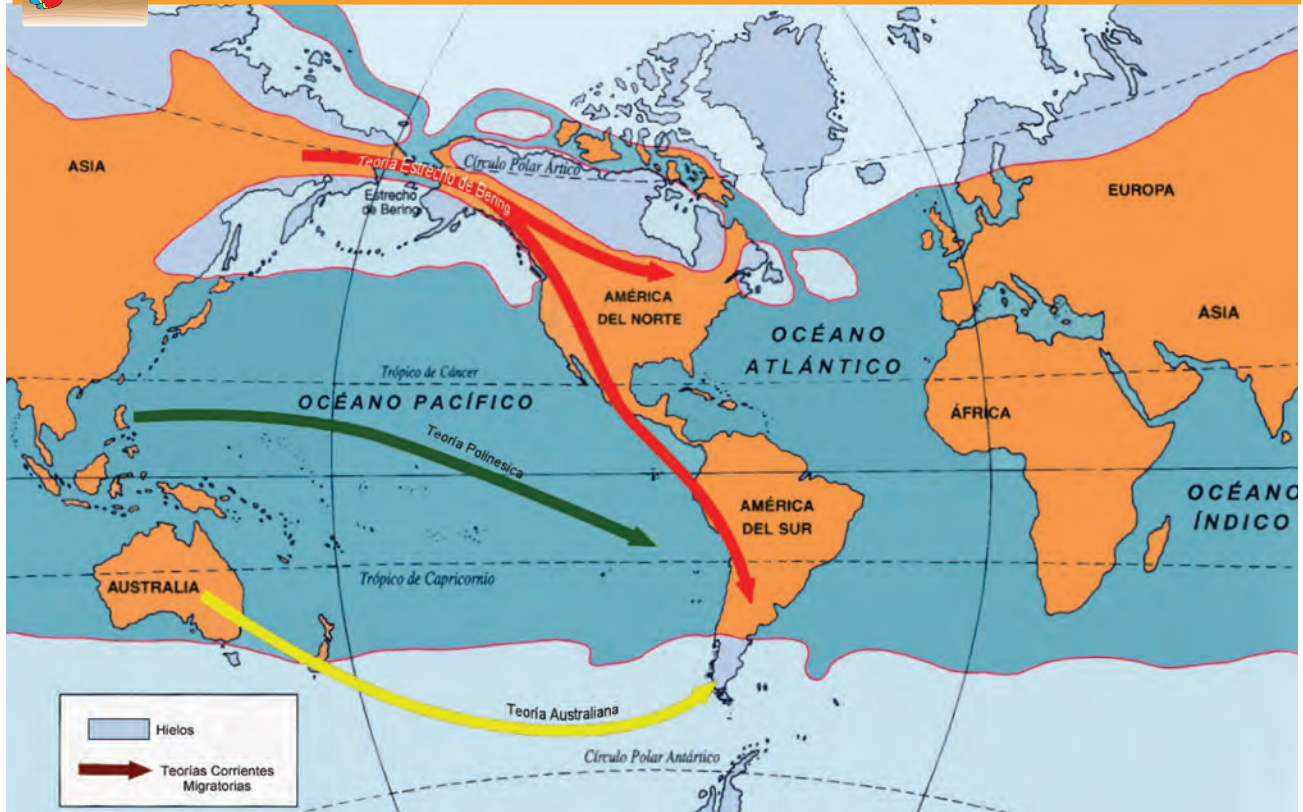 ASIA
Teoría Estrecho de Bering
Círculo Polar Ártico
Estrecho
de Bering
EUROPA
AMÉRICA
DEL NORTE
ASIA
OCÉANO
ATLÁNTICO
Trópico de Cáncer
OCÉANO PACÍFICO
ÁFRICA
Teoría Polinesica
OCÉANO
ÍNDICO
AMÉRICA
DEL SUR
Trópico de Capricornio
AUSTRALIA
Teoría Australiana
Círculo Polar Antártico
Hielos
Teorías Corrientes
Migratorias